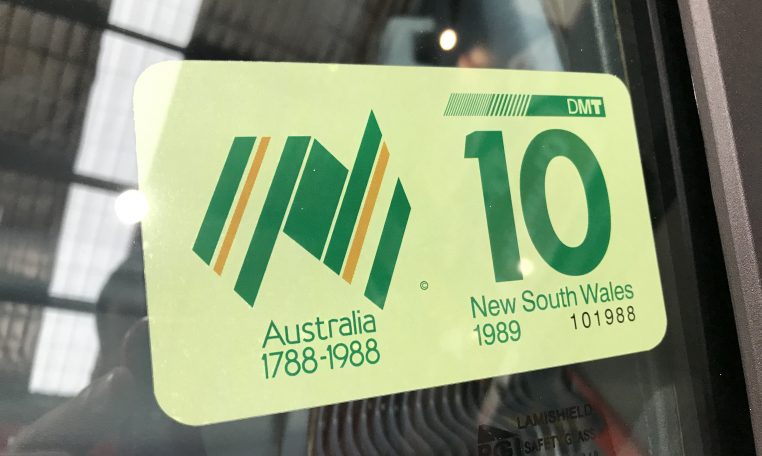 DMT
10
©
New South Wales
1989
101988
Australia
1788-1988
LAMISHIELD
SAFETY GLASS